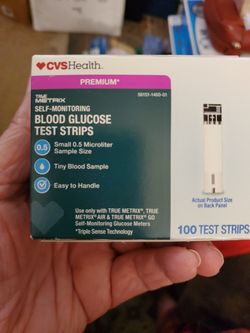 CVSHealth.
PREMIUM*
TRUE METRIX
SELF-MONITORING
BLOOD GLUCOSE
TEST STRIPS
0.5 Small 0.5 Microliter
Sample Size
Tiny Blood Sample
Easy to Handle
Use only with TRUE METRIX, TRUE
METRIX AIR & TRUE METRIX GO
Self-Monitoring Glucose Meters
*Triple Sense Technology
Actual Product Size
on Back Panel
100 TEST STRIPS